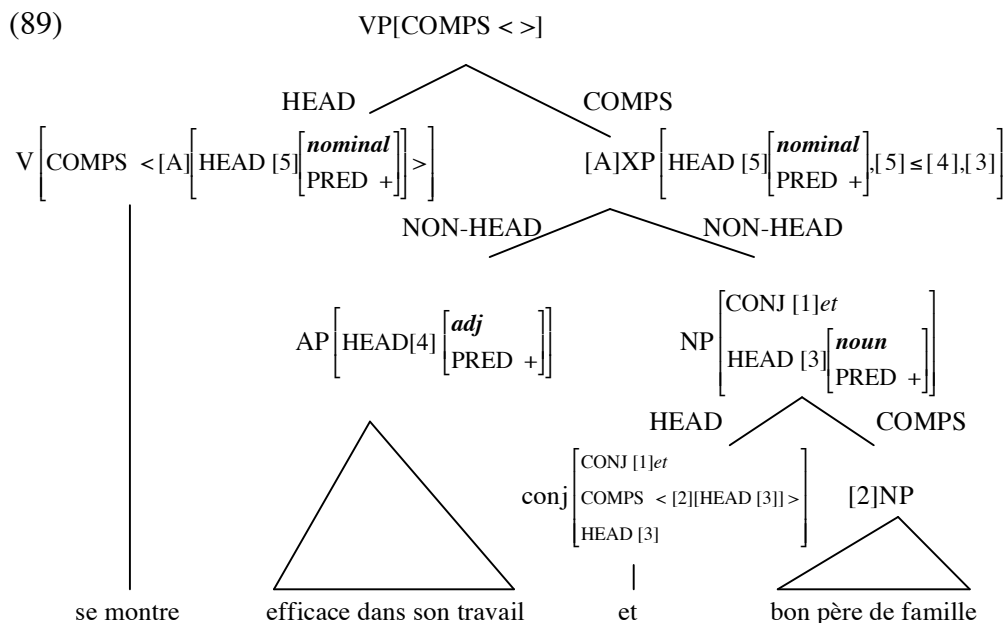 (89)
VP[COMPS < >]
HEAD COMPS
V[COMPS <[A][HEAD [5][nominal PRED +]]>]
[A]XP[HEAD [5][nominal PRED +],[5]≤[4],[3]]
NON-HEAD NON-HEAD
AP[HEAD[4] [adj PRED +]]
NP[CONJ [1]et HEAD [3][noun PRED +]]
HEAD COMPS
conj[CONJ [1]et COMPS <[2][HEAD [3]]> HEAD [3]]
[2]NP
se montre efficace dans son travail et bon père de famille